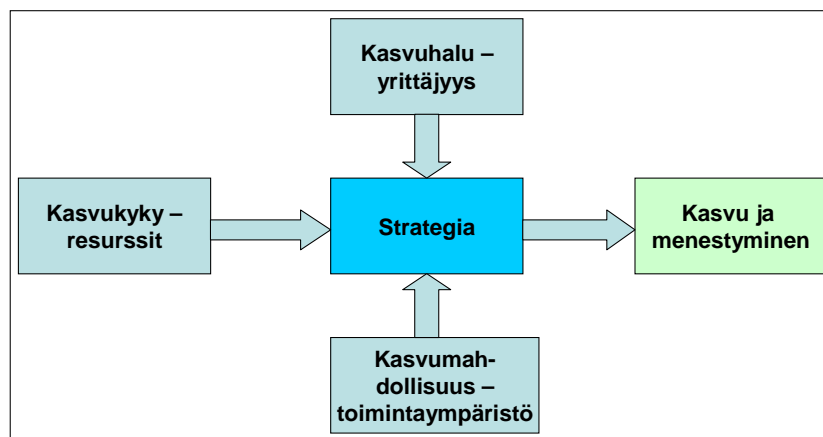 Kasvuhalu –
yrittäjyys
Kasvukyky –
resurssit
Strategia
Kasvu ja
menestyminen
Kasvumah-
dollisuus –
toimintaympäristö